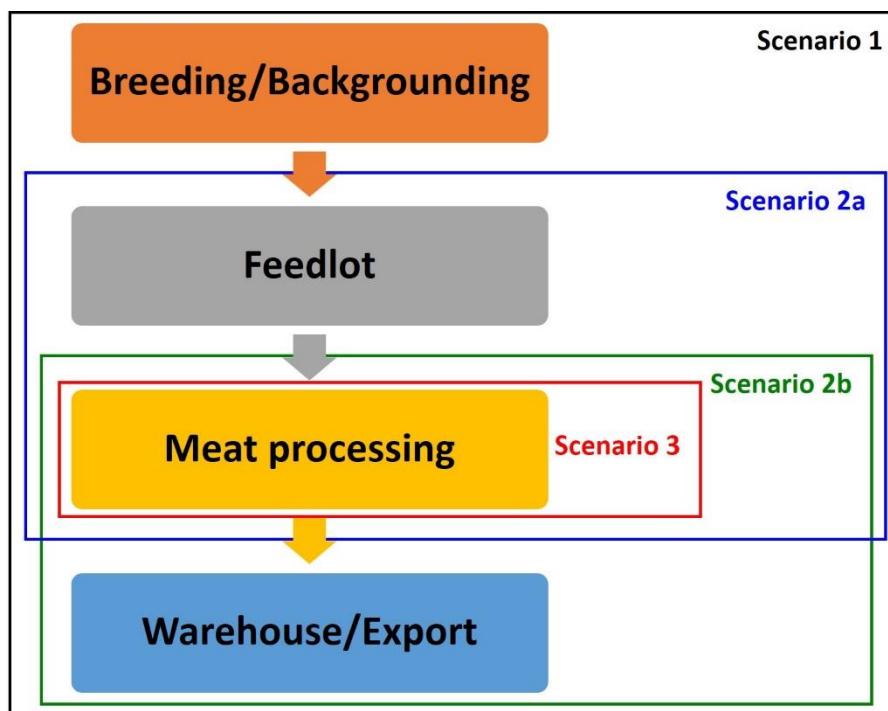 Scenario 1
Breeding/Backgrounding
Scenario 2a
Feedlot
Scenario 2b
Meat processing
Scenario 3
Warehouse/Export